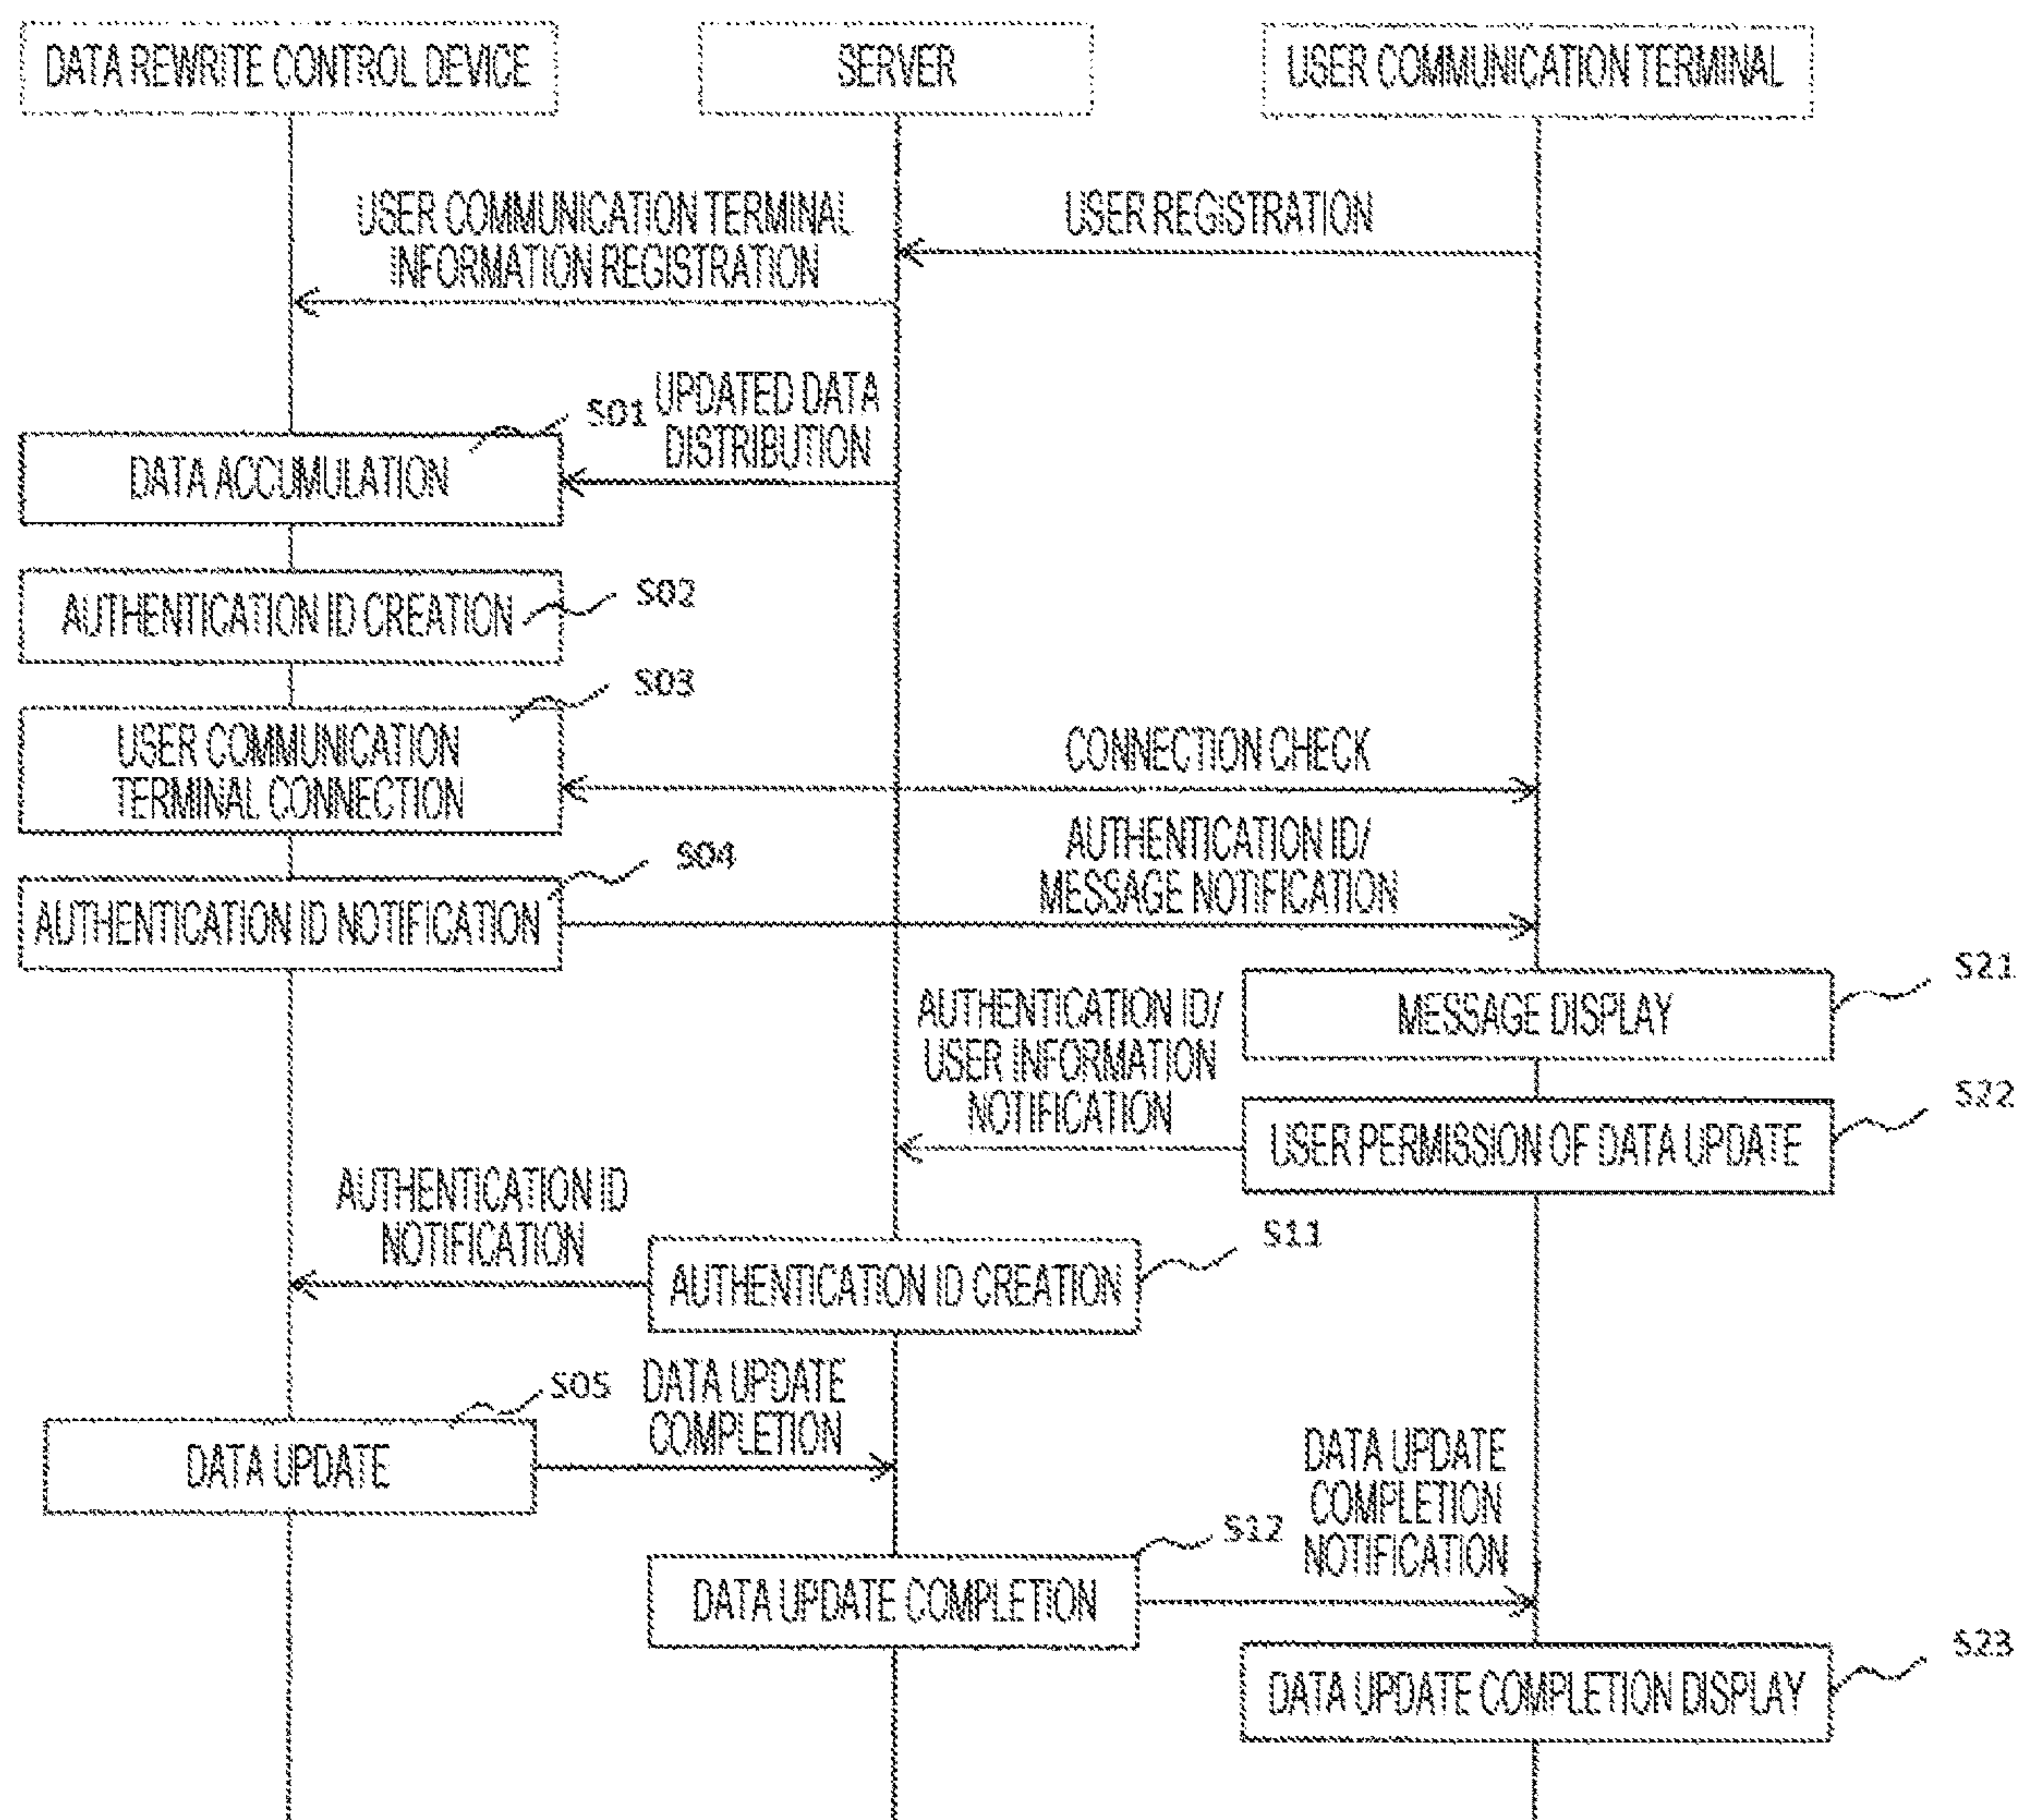 DATA REWRITE CONTROL DEVICE
SERVER
USER COMMUNICATION TERMINAL
USER COMMUNICATION TERMINAL
INFORMATION REGISTRATION
USER REGISTRATION
UPDATED DATA
DISTRIBUTION
S01
DATA ACCUMULATION
S02
AUTHENTICATION ID CREATION
S03
USER COMMUNICATION
TERMINAL CONNECTION
CONNECTION CHECK
S04
AUTHENTICATION ID NOTIFICATION
AUTHENTICATION ID/
MESSAGE NOTIFICATION
S21
MESSAGE DISPLAY
AUTHENTICATION ID/
USER INFORMATION
NOTIFICATION
S22
USER PERMISSION OF DATA UPDATE
AUTHENTICATION ID
NOTIFICATION
S11
AUTHENTICATION ID CREATION
S05
DATA UPDATE
DATA UPDATE
COMPLETION
S12
DATA UPDATE COMPLETION
DATA UPDATE
COMPLETION
NOTIFICATION
S23
DATA UPDATE COMPLETION DISPLAY